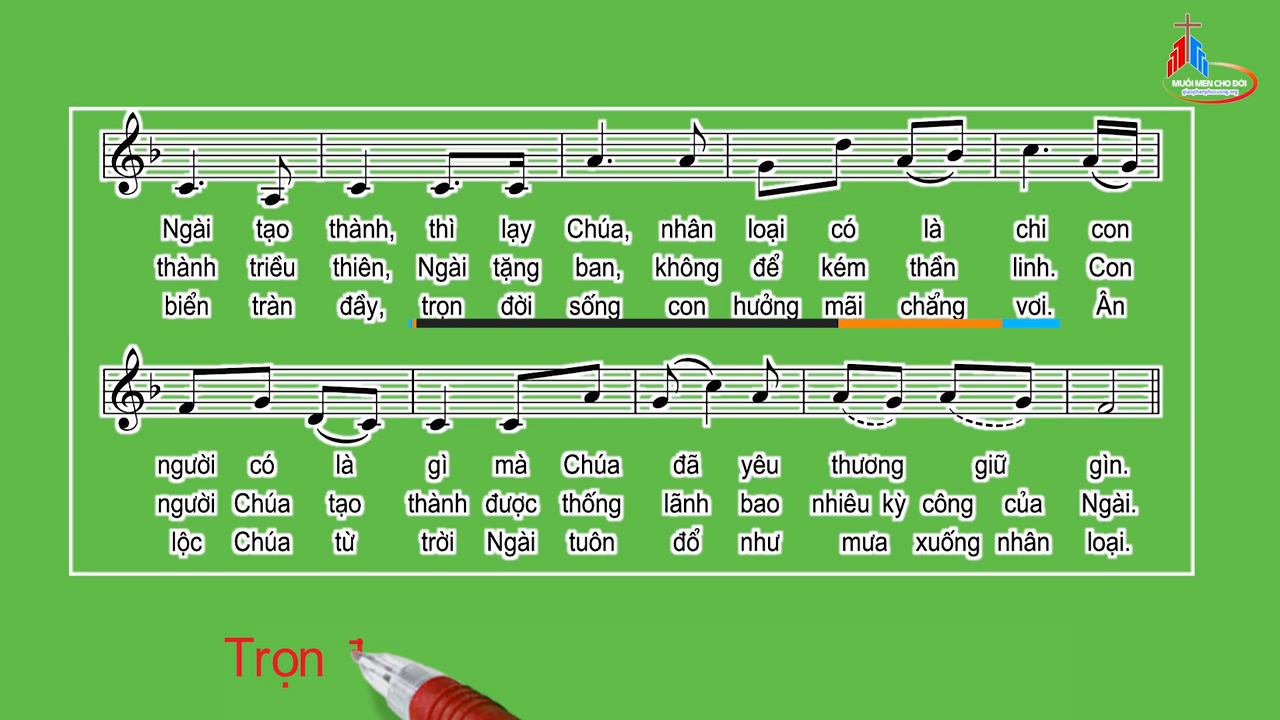 MUỐI MEN CHO ĐỜI
giaophanphucuong.org
Ngài tạo thành, thì lạy Chúa, nhân loại có là chi con
thành triều thiên, Ngài tặng ban, không để kém thần linh. Con
biển tràn đầy, trọn đời sống con hưởng mãi chẳng vơi. Ân
người có là gì mà Chúa đã yêu thương giữ gìn.
người Chúa tạo thành được thống lãnh bao nhiêu kỳ công của Ngài.
lộc Chúa từ trời Ngài tuôn đổ như mưa xuống nhân loại.
Trọn